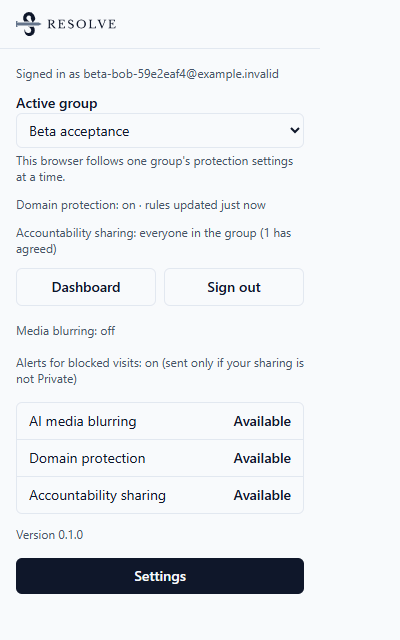 RESOLVE
Signed in as beta-bob-59e2eaf4@example.invalid
Active group
Beta acceptance
This browser follows one group's protection settings
at a time.
Domain protection: on · rules updated just now
Accountability sharing: everyone in the group (1 has
agreed)
Dashboard
Sign out
Media blurring: off
Alerts for blocked visits: on (sent only if your sharing is
not Private)
AI media blurring Available
Domain protection Available
Accountability sharing Available
Version 0.1.0
Settings